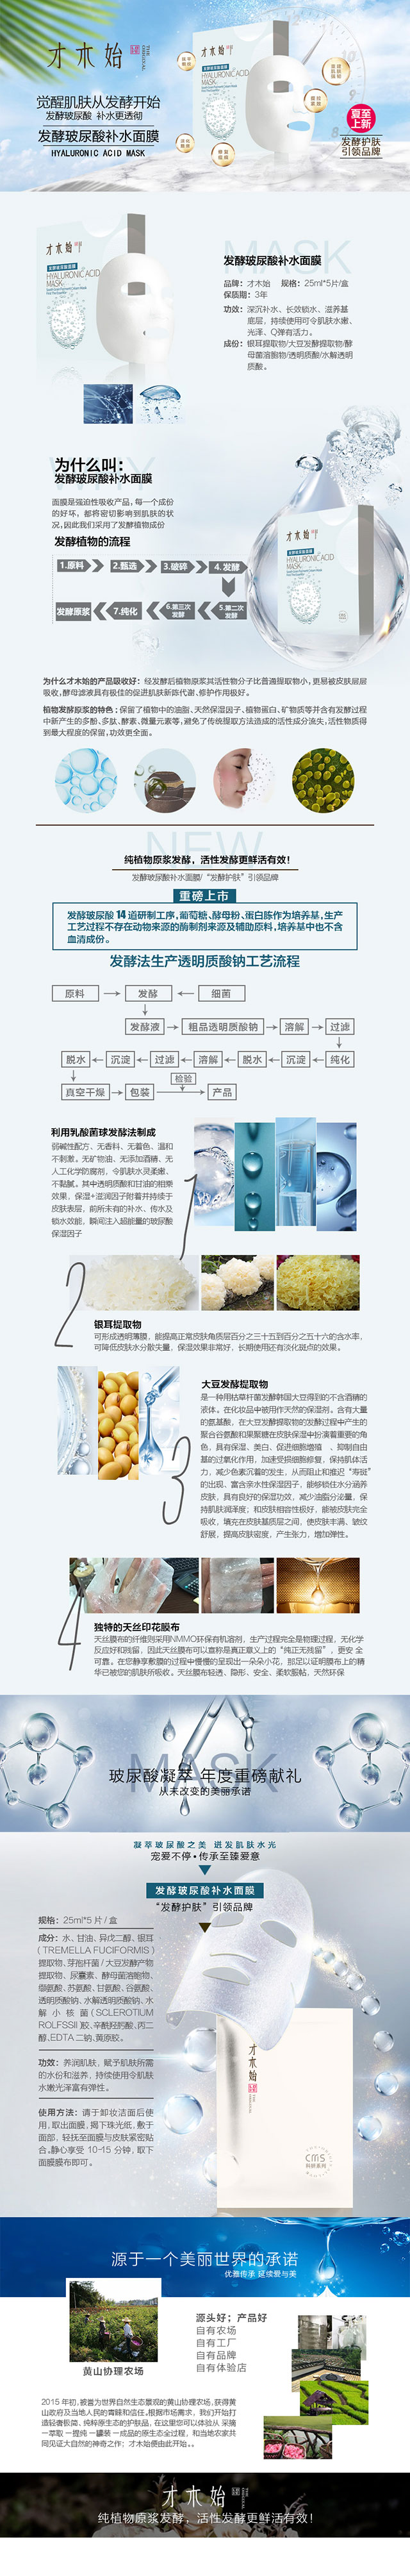 才木始
THE ORIGINAL
觉醒肌肤从发酵开始
发酵玻尿酸 补水更透彻
发酵玻尿酸补水面膜
HYALURONIC ACID MASK
夏至
上新
发酵护肤
引领品牌
MASK
发酵玻尿酸补水面膜
品牌：才木始 规格：25ml*5片/盒
保质期：3年
功效：深沉补水、长效锁水、滋养基
底层，持续使可令肌肤水嫩、
光泽、Q弹有活力。
成份：银耳提取物/大豆发酵提取物/酵
母菌溶胞物/透明质酸/水解透明
质酸。
为什么叫：
发酵玻尿酸补水面膜
面膜是强迫性吸收产品，每一个成份
的好坏，都将密切影响到肌肤的状
况，因此我们采用了发酵植物成份
发酵植物的流程
1.原料
2.甄选
3.破碎
4.发酵
发酵原浆
7.纯化
6.第三次
发酵
5.第二次
发酵
为什么才木始的产品吸收好：经发酵后植物原浆其活性物分子比普通提取物小，更易被皮肤层层
吸收，酵母滤液具有极佳的促进肌肤新陈代谢、修护作用极好。
植物发酵原浆的特色：保留了植物中的油脂、天然保湿因子、植物蛋白、矿物质等并含有发酵过程
中新产生的多酚、多肽、酵素、微量元素等，避免了传统提取方法造成的活性成分流失，活性物质得
到最大程度的保留，功效更全面。
NEW
纯植物原浆发酵，活性发酵更鲜活有效！
发酵玻尿酸补水面膜/“发酵护肤”引领品牌
重磅上市
发酵玻尿酸 14 道研制工序，葡萄糖、酵母粉、蛋白陈作为培养基，生产
工艺过程不存在动物来源的酶制剂来源及辅助原料，培养基中也不含
血清成份。
发酵法生产透明质酸钠工艺流程
原料 发酵 细菌
发酵液 粗品透明质酸钠 溶解 过滤
脱水 沉淀 过滤 溶解 脱水 沉淀 纯化
检验
真空干燥 包装 产品
利用乳酸菌球发酵法制成
弱碱性配方、无香料、无着色、温和
不刺激。无矿物油、无添加酒精、无
人工化学防腐剂，令肌肤水灵柔嫩、
不黏腻。其中透明质酸和甘油的相乘
效果，保湿+滋润因子附着并持续于
皮肤表层，前所未有的补水、传水及
锁水效能，瞬间注入超能量的玻尿酸
保湿因子
1
2
银耳提取物
可形成透明薄膜，能提高正常皮肤角质层百分之三十五到百分之五十六的含水率，
可降低皮肤水分散失量，保湿效果非常好，长期使用还有淡化斑点的效果。
3
大豆发酵提取物
是一种用枯草杆菌发酵韩国大豆得到的不含酒精的
液体。在化妆品中被用作天然的保湿剂。含有大量
的氨基酸，在大豆发酵提取物的发酵过程中产生的
聚合谷氨酸和果聚糖在皮肤保湿中扮演着重要的角
色，具有保湿、美白、促进细胞增殖、抑制自由
基的过氧化作用，加速受损细胞修复，保持肌体活
力，减少色素沉着的发生，从而阻止和推迟“寿斑”
的出现、富含亲水性保湿因子，能够锁住水分涵养
皮肤，具有良好的保湿功效，减少油脂分泌量，保
持肌肤润泽度；和皮肤相容性极好，能被皮肤完全
吸收，填充在皮肤基质层之间，使皮肤丰满、皱纹
舒展，提高皮肤密度，产生张力，增加弹性。
4
独特的天丝印花膜布
天丝膜布的纤维则采用NMMO环保有机溶剂，生产过程完全是物理过程，无化学
反应好和残留，因此天丝膜布可以宣称是真正意义上的“纯正无残留”，更安 全
可靠。在您静享敷膜的过程中慢慢的呈现出一朵朵小花，那足以证明膜布上的精
华已被您的肌肤所吸收。天丝膜布轻透、隐形、安全、柔软服帖，天然环保
MASK
玻尿酸凝萃 年度重磅献礼
从未改变的美丽承诺
凝萃玻尿酸之美 迸发肌肤水光
宠爱不停·传承至臻爱意
发酵玻尿酸补水面膜
“发酵护肤”引领品牌
规格：25ml*5 片 / 盒
成分：水、甘油、异戊二醇、银耳
（TREMELLA FUCIFORMIS）
提取物、芽孢杆菌 / 大豆发酵产物
提取物、尿囊素、酵母菌溶胞物、
缬氨酸、苏氨酸、甘氨酸、谷氨酸、
透明质酸钠、水解透明质酸钠、水
解小核菌（SCLEROTIUM
ROLFSSII）胶、辛酰羟肟酸、丙二
醇、EDTA 二钠、黄原胶。
功效：养润肌肤，赋予肌肤所需
的水份和滋养，持续使用令肌肤
水嫩光泽富有弹性。
使用方法：请于卸妆洁面后使
用，取出面膜，揭下珠光纸，敷于
面部，轻抚至面膜与皮肤紧密贴
合。静心享受 10-15 分钟，取下
面膜膜布即可。
才木始
cms
源于一个美丽世界的承诺
优雅传承 延续爱与美
黄山协理农场
源头好：产品好
自有农场
自有工厂
自有品牌
自有体验店
2015 年初，被誉为世界自然生态景观的黄山协理农场，获得黄
山政府及当地人民的青睐和信任。根据市场需求，我们开始打
造轻奢极简、纯粹原生态的护肤品，在这里您可以体验从 采摘
—萃取 —提纯 —罐装 —成品的原生态全过程，和当地农家共
同见证大自然的神奇之作；才木始便由此开始。。
才木始
THE ORIGINAL
纯植物原浆发酵，活性发酵更鲜活有效！